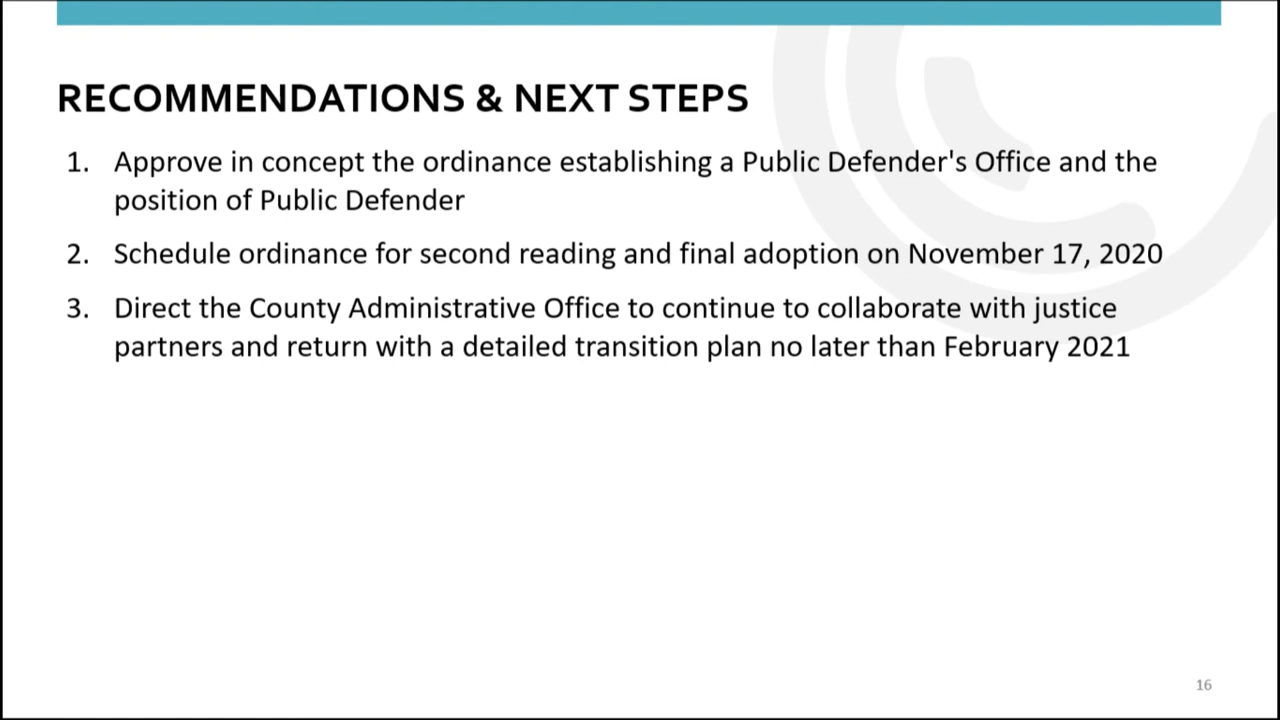 RECOMMENDATIONS & NEXT STEPS
1. Approve in concept the ordinance establishing a Public Defender's Office and the
position of Public Defender
2. Schedule ordinance for second reading and final adoption on November 17, 2020
3. Direct the County Administrative Office to continue to collaborate with justice
partners and return with a detailed transition plan no later than February 2021
16